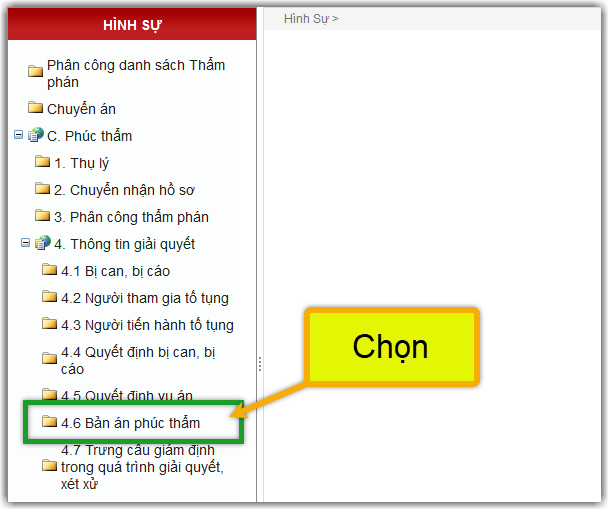 HÌNH SỰ
Hình Sự >
Phân công danh sách Thẩm
phán
Chuyển án
C. Phúc thẩm
1. Thụ lý
2. Chuyển nhận hồ sơ
3. Phân công thẩm phán
4. Thông tin giải quyết
4.1 Bị can, bị cáo
4.2 Người tham gia tố tụng
4.3 Người tiến hành tố tụng
4.4 Quyết định bị can, bị
cáo
4.5 Quyết định vụ án
4.6 Bản án phúc thẩm
4.7 Trưng cầu giám định
trong quá trình giải quyết,
xét xử
Chọn